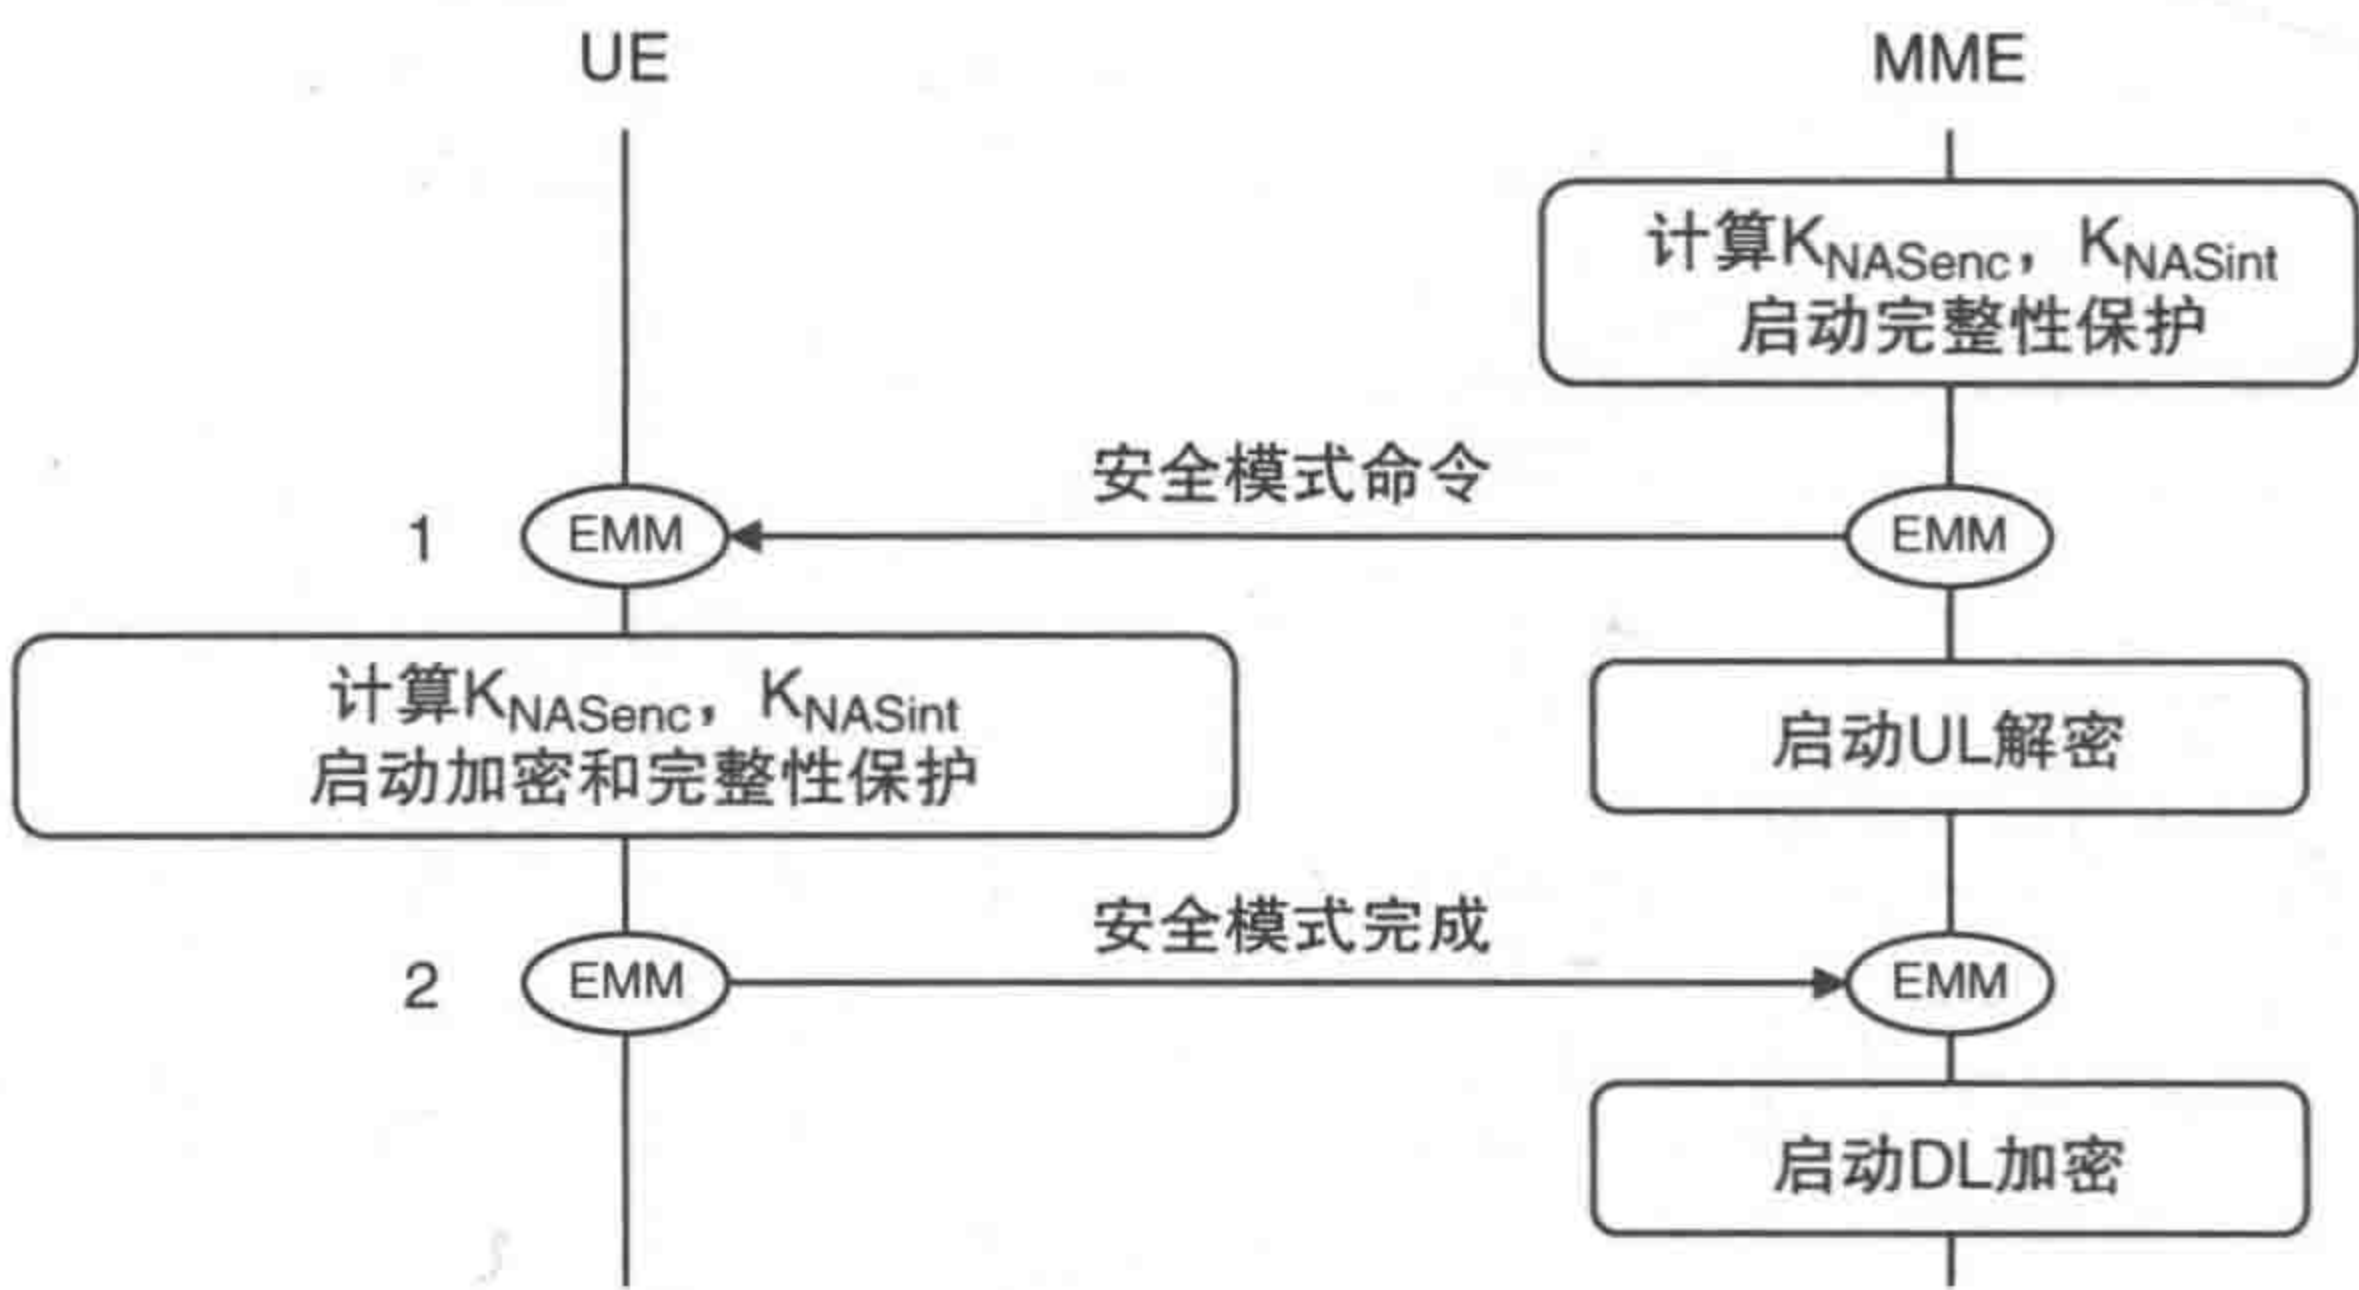 UE
MME
计算KNASenc，KNASint
启动完整性保护
安全模式命令
1
EMM
EMM
计算KNASenc，KNASint
启动加密和完整性保护
启动UL解密
安全模式完成
2
EMM
EMM
启动DL加密